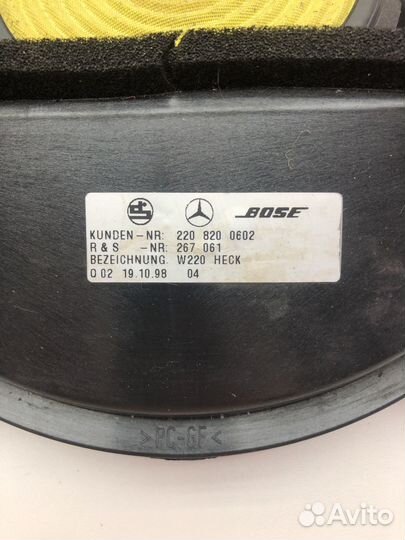 BOSE
KUNDEN-NR: 220 820 0602
R & S -NR: 267 061
BEZEICHNUNG: W220 HECK
Q 02 19.10.98 04
>PC-GF<
Avito